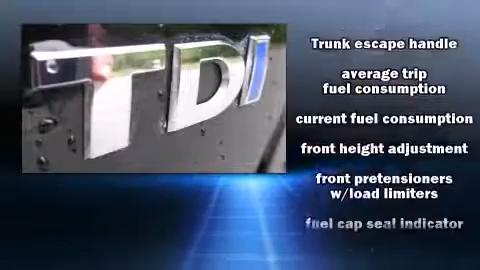 TDI
Trunk escape handle
average trip
fuel consumption
current fuel consumption
front height adjustment
front pretensioners
w/load limiters
fuel cap seal indicator